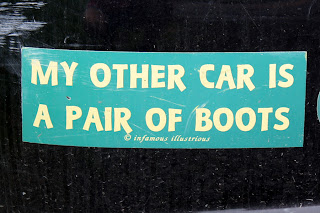 MY OTHER CAR IS
A PAIR OF BOOTS
© infamous illustrious